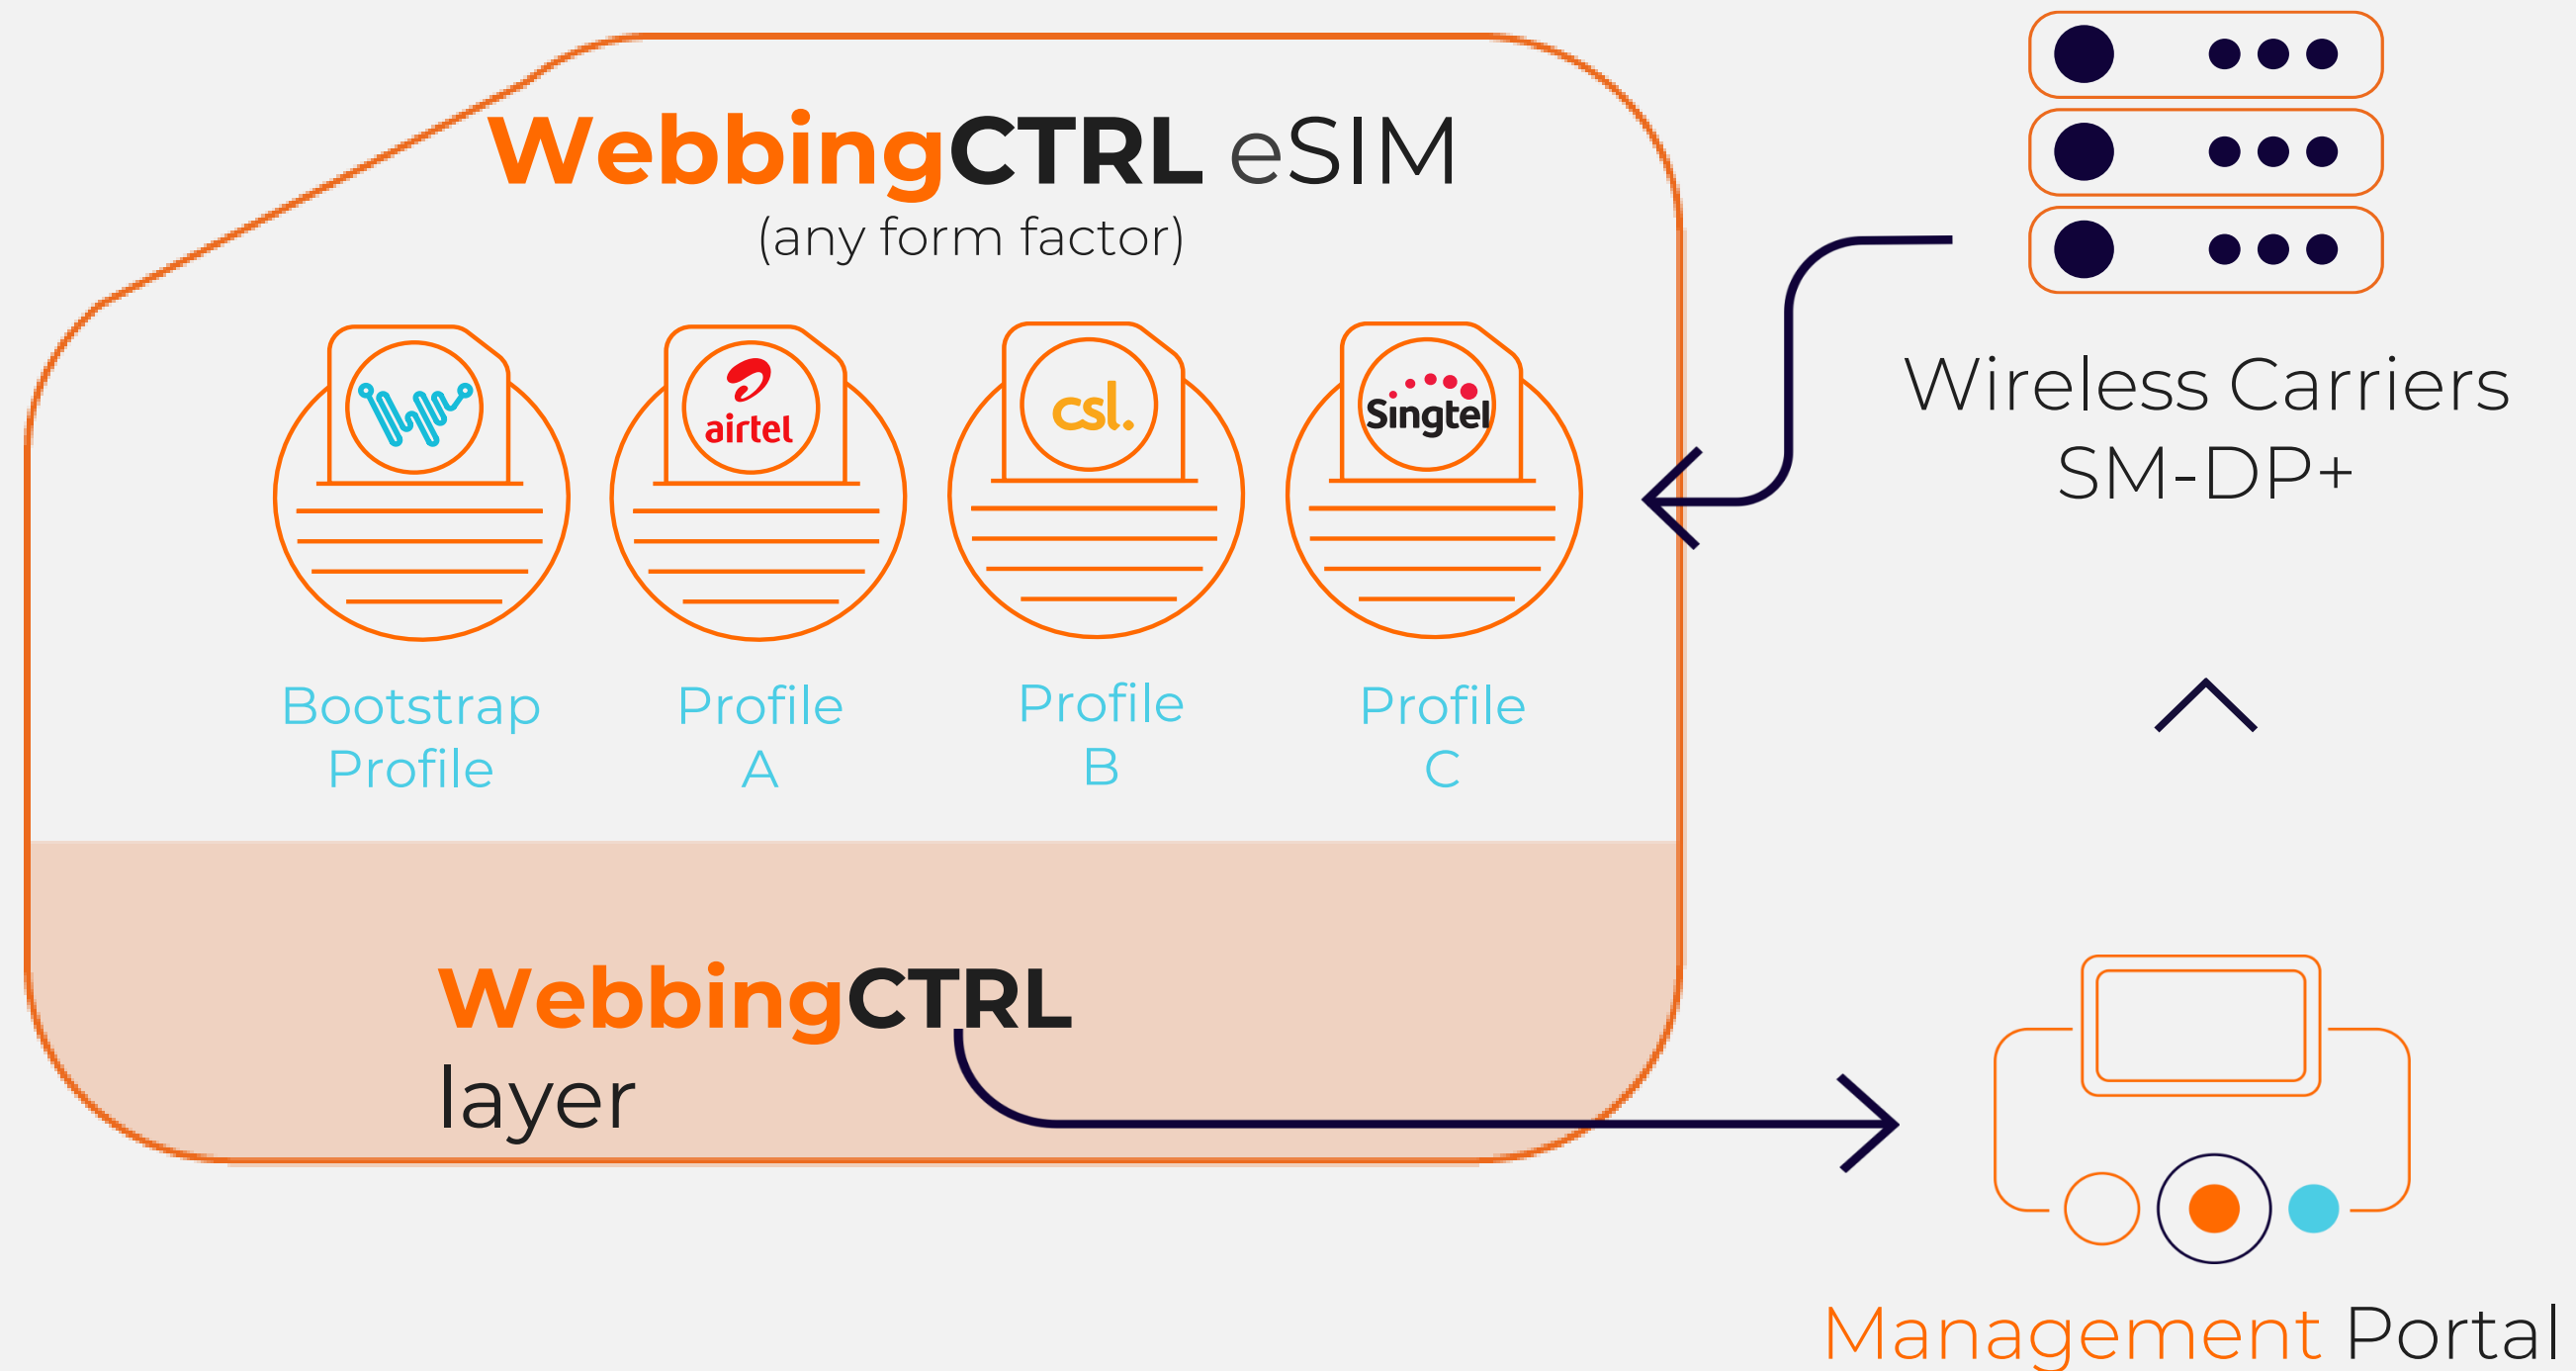 WebbingCTRL eSIM
(any form factor)
airtel
csl.
Singtel
Bootstrap
Profile
Profile
A
Profile
B
Profile
C
WebbingCTRL
layer
Wireless Carriers
SM-DP+
Management Portal